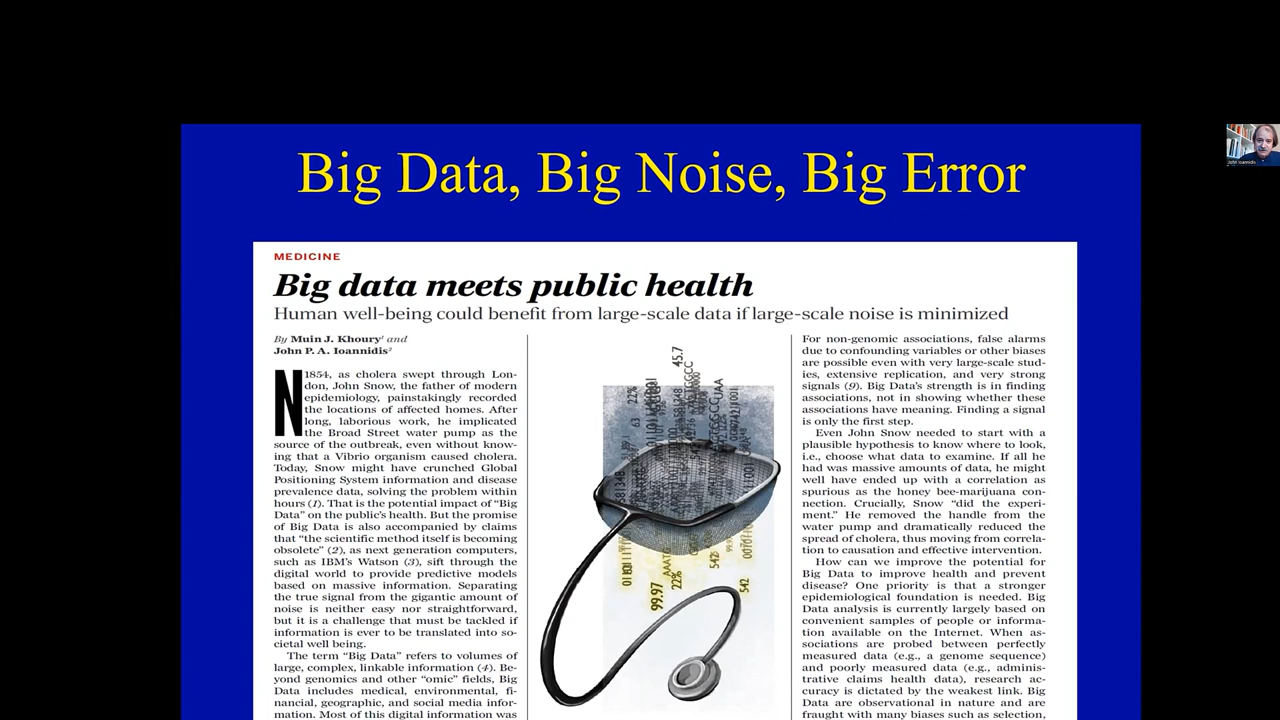 Big Data, Big Noise, Big Error
MEDICINE
Big data meets public health
Human well-being could benefit from large-scale data if large-scale noise is minimized
By Muin J. Khoury¹ and
John P. A. Ioannidis²
N 1854, as cholera swept through Lon-
don, John Snow, the father of modern
epidemiology, painstakingly recorded
the locations of affected homes. After
long, laborious work, he implicated
the Broad Street water pump as the
source of the outbreak, even without know-
ing that a Vibrio organism caused cholera.
Today, Snow might have crunched Global
Positioning System information and disease
prevalence data, solving the problem within
hours (1). That is the potential impact of “Big
Data” on the public’s health. But the promise
of Big Data is also accompanied by claims
that “the scientific method itself is becoming
obsolete” (2), as next generation computers,
such as IBM’s Watson (3), sift through the
digital world to provide predictive models
based on massive information. Separating
the true signal from the gigantic amount of
noise is neither easy nor straightforward,
but it is a challenge that must be tackled if
information is ever to be translated into so-
cietal well being.
The term “Big Data” refers to volumes of
large, complex, linkable information (4). Be-
yond genomics and other “omic” fields, Big
Data includes medical, environmental, fi-
nancial, geographic, and social media infor-
mation. Most of this digital information was
45.7
22%
63
99.97
22%
542
542
For non-genomic associations, false alarms
due to confounding variables or other biases
are possible even with very large-scale stud-
ies, extensive replication, and very strong
signals (9). Big Data’s strength is in finding
associations, not in showing whether these
associations have meaning. Finding a signal
is only the first step.
Even John Snow needed to start with a
plausible hypothesis to know where to look,
i.e., choose what data to examine. If all he
had was massive amounts of data, he might
well have ended up with a correlation as
spurious as the honey bee-marijuana con-
nection. Crucially, Snow “did the experi-
ment.” He removed the handle from the
water pump and dramatically reduced the
spread of cholera, thus moving from correla-
tion to causation and effective intervention.
How can we improve the potential for
Big Data to improve health and prevent
disease? One priority is that a stronger
epidemiological foundation is needed. Big
Data analysis is currently largely based on
convenient samples of people or informa-
tion available on the Internet. When as-
sociations are probed between perfectly
measured data (e.g., a genome sequence)
and poorly measured data (e.g., adminis-
trative claims health data), research ac-
curacy is dictated by the weakest link. Big
Data are observational in nature and are
fraught with many biases such as selection,
John Ioannidis